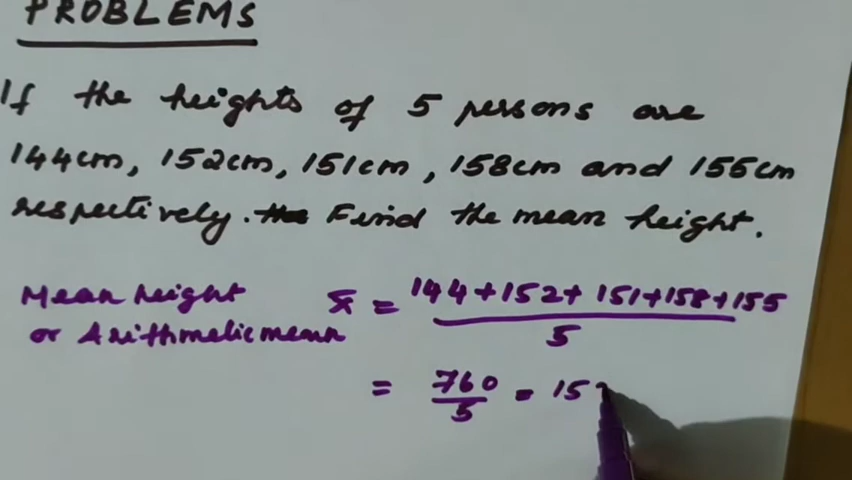 PROBLEMS
If the heights of 5 persons are
144cm, 152cm, 151cm, 158cm and 155cm
respectively. Find the mean height.
Mean height x̄ = 144+152+151+158+155
or Arithmetic mean 5
= 760/5 = 15